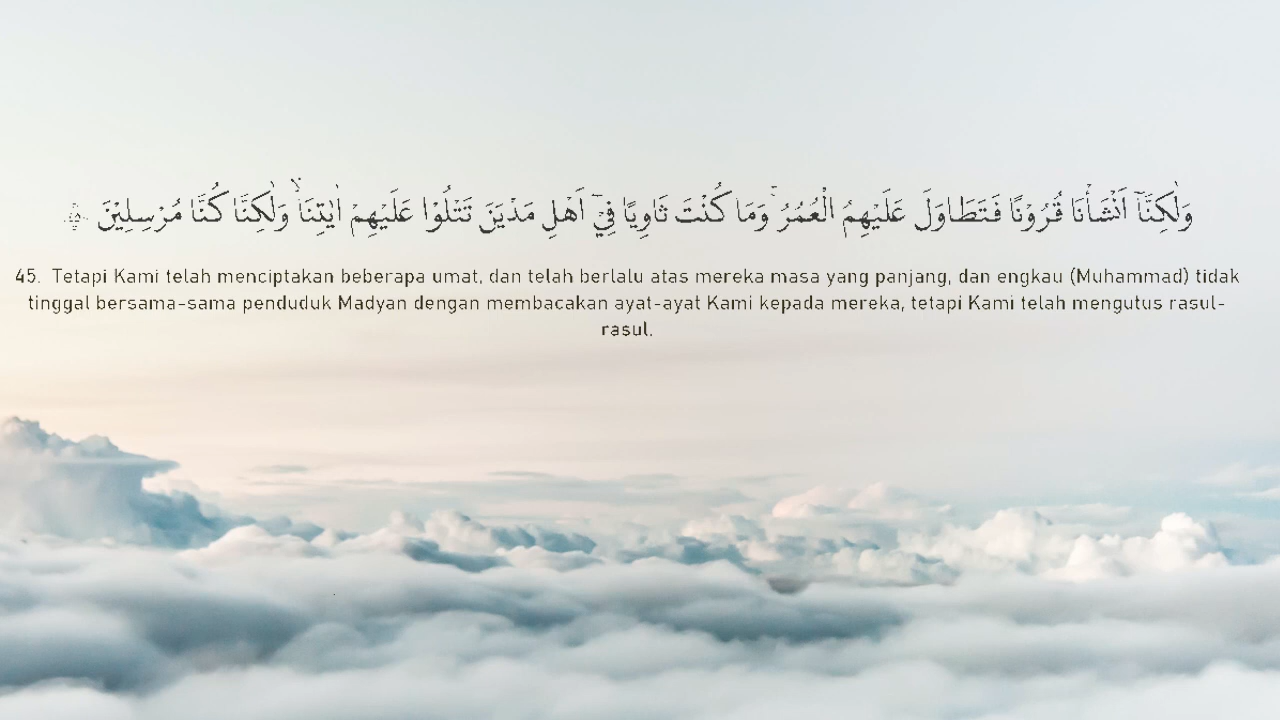 وَلٰكِنَّآ اَنْشَأْنَا قُرُوْنًا فَتَطَاوَلَ عَلَيْهِمُ الْعُمُرُۚ وَمَا كُنْتَ ثَاوِيًا فِيْٓ اَهْلِ مَدْيَنَ تَتْلُوْا عَلَيْهِمْ اٰيٰتِنَاۙ وَلٰكِنَّا كُنَّا مُرْسِلِيْنَ ٤٥
45. Tetapi Kami telah menciptakan beberapa umat, dan telah berlalu atas mereka masa yang panjang, dan engkau (Muhammad) tidak
tinggal bersama-sama penduduk Madyan dengan membacakan ayat-ayat Kami kepada mereka, tetapi Kami telah mengutus rasul-
rasul.